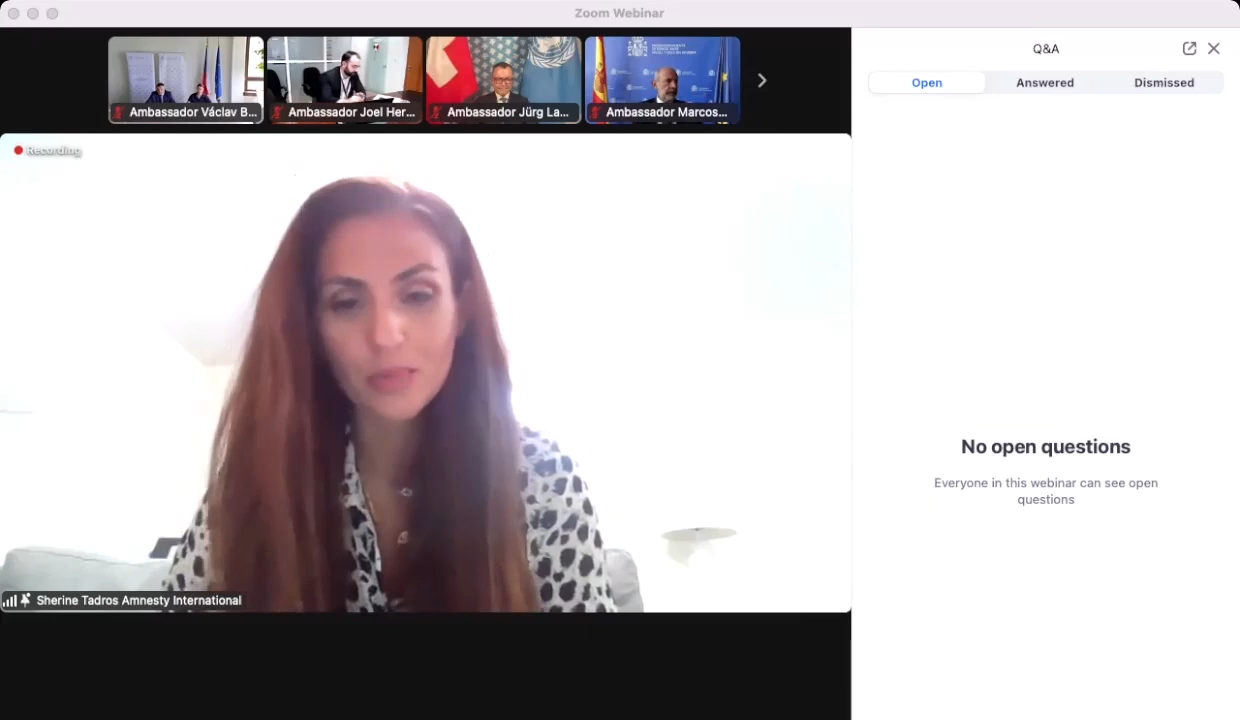 Zoom Webinar
Ambassador Václav B...
Ambassador Joel Her...
Ambassador Jürg La...
Ambassador Marcos...
Recording
Sherine Tadros Amnesty International
Q&A
Open Answered Dismissed
No open questions
Everyone in this webinar can see open
questions